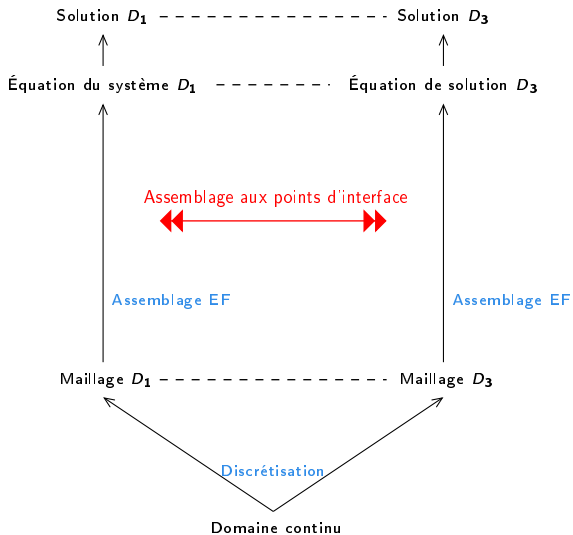 Solution D1 Solution D3
Équation du système D1 Équation de solution D3
Assemblage aux points d'interface
Assemblage EF Assemblage EF
Maillage D1 Maillage D3
Discrétisation
Domaine continu